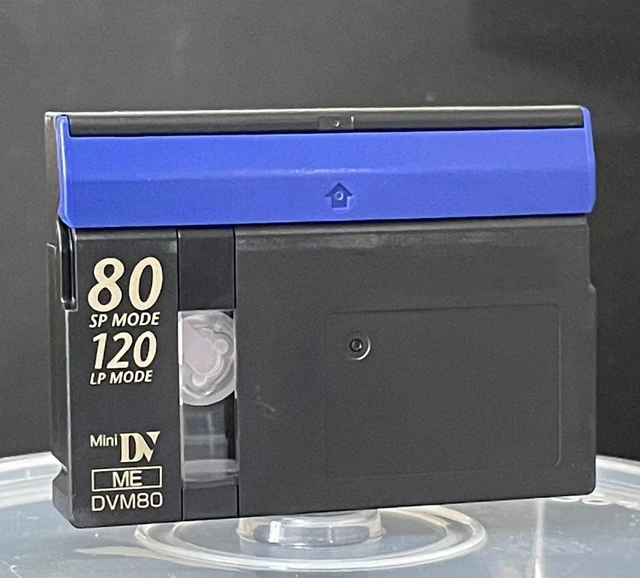 80
SP MODE
120
LP MODE
Mini DV
ME
DVM80